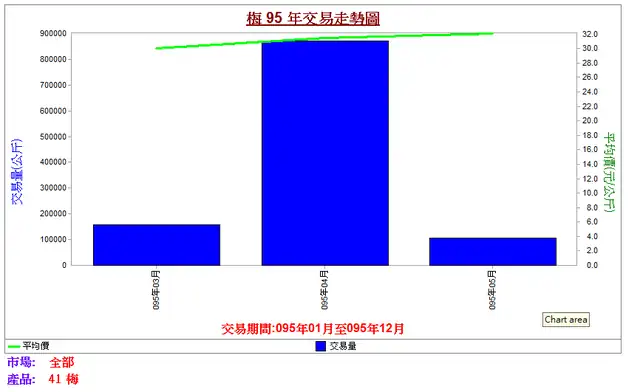 梅 95 年交易走勢圖
900000
800000
700000
600000
500000
400000
300000
200000
100000
0
交易量(公斤)
32.0
30.0
28.0
26.0
24.0
22.0
20.0
18.0
16.0
14.0
12.0
10.0
8.0
6.0
4.0
2.0
0.0
平均價(元/公斤)
095年03月
095年04月
095年05月
Chart area
交易期間:095年01月至095年12月
平均價
交易量
市場: 全部
產品: 41 梅